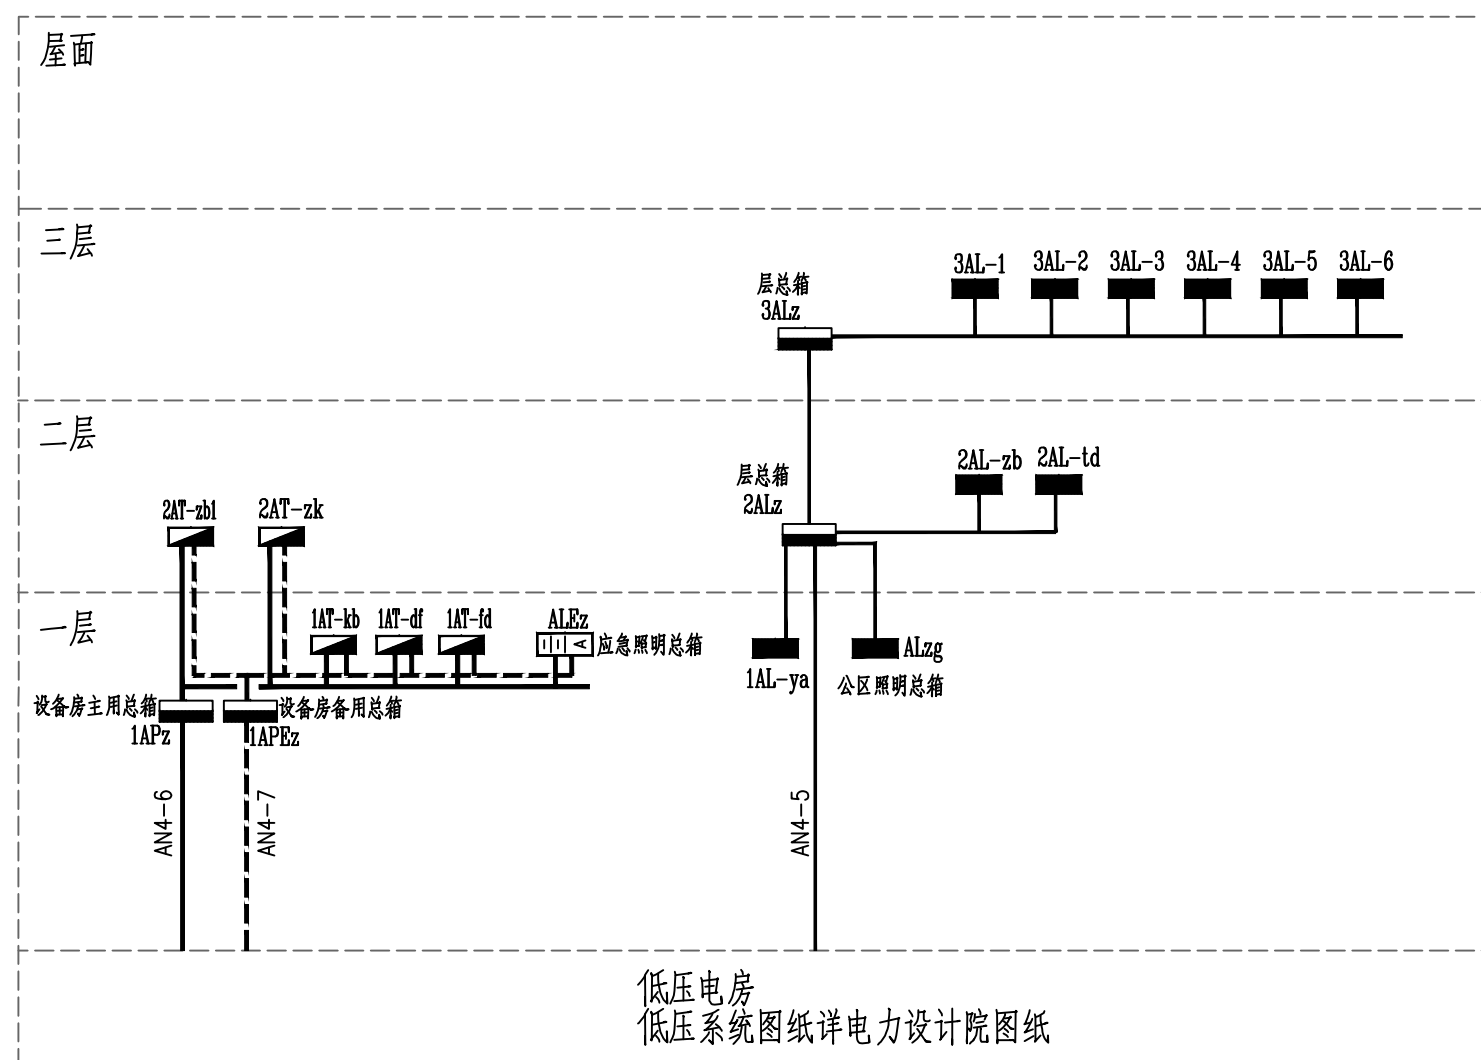 屋面
三层
3AL-1 3AL-2 3AL-3 3AL-4 3AL-5 3AL-6
层总箱
3ALz
二层
2AL-zb 2AL-td
层总箱
2ALz
2AT-zb1 2AT-zk
一层
1AT-kb 1AT-df 1AT-fd ALEz
应急照明总箱
ALzg
1AL-ya 公区照明总箱
设备房主用总箱 设备房备用总箱
1APz 1APEz
AN4-6 AN4-7 AN4-5
低压电房
低压系统图纸详电力设计院图纸